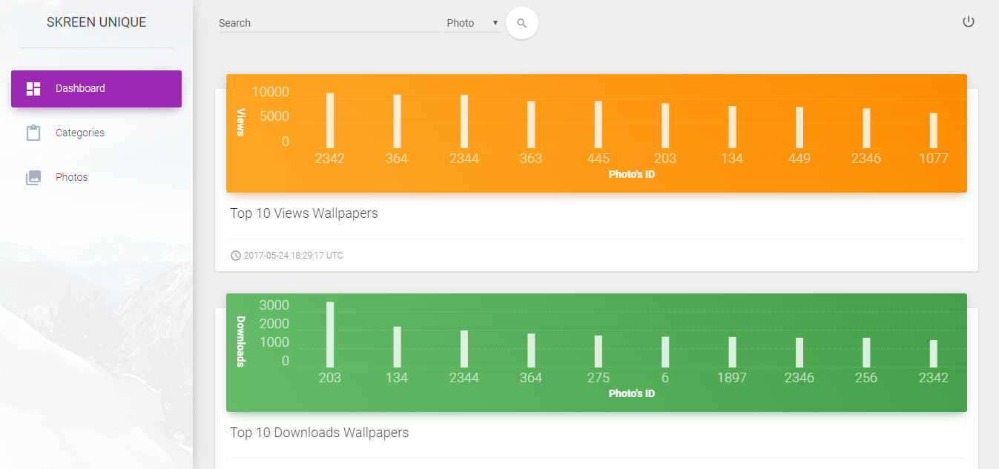 SKREEN UNIQUE
Dashboard
Categories
Photos
Search Photo
10000
5000
0
Views
2342 364 2344 363 445 203 134 449 2346 1077
Photo's ID
Top 10 Views Wallpapers
2017-05-24 18:29:17 UTC
3000
2000
1000
0
Downloads
203 134 2344 364 275 6 1897 2346 256 2342
Photo's ID
Top 10 Downloads Wallpapers